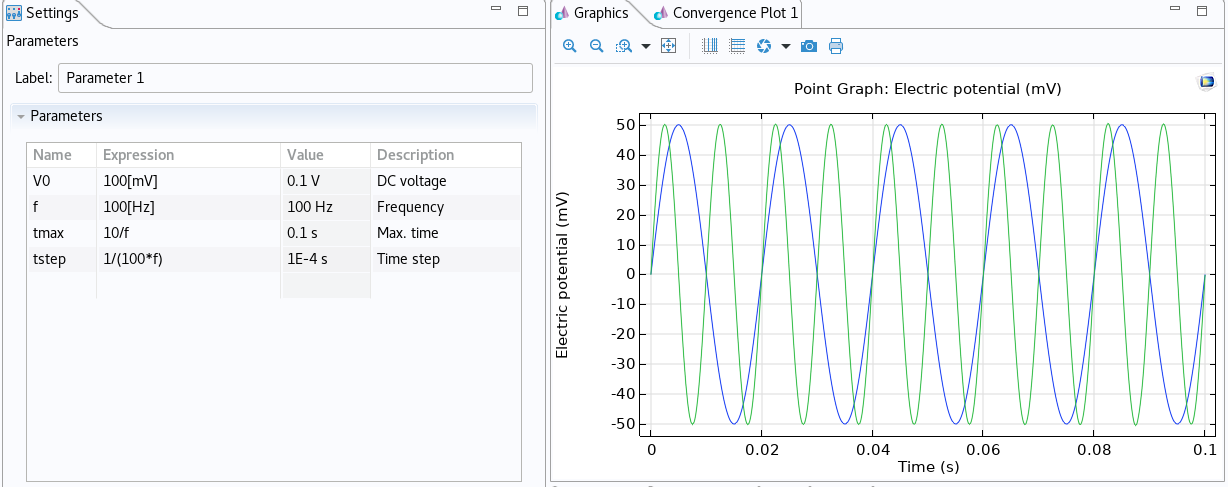 Settings
Parameters
Label: Parameter 1
Parameters
Name Expression Value Description
V0 100[mV] 0.1 V DC voltage
f 100[Hz] 100 Hz Frequency
tmax 10/f 0.1 s Max. time
tstep 1/(100*f) 1E-4 s Time step
Graphics Convergence Plot 1
Point Graph: Electric potential (mV)
Electric potential (mV)
50
40
30
20
10
0
-10
-20
-30
-40
-50
0 0.02 0.04 0.06 0.08 0.1
Time (s)